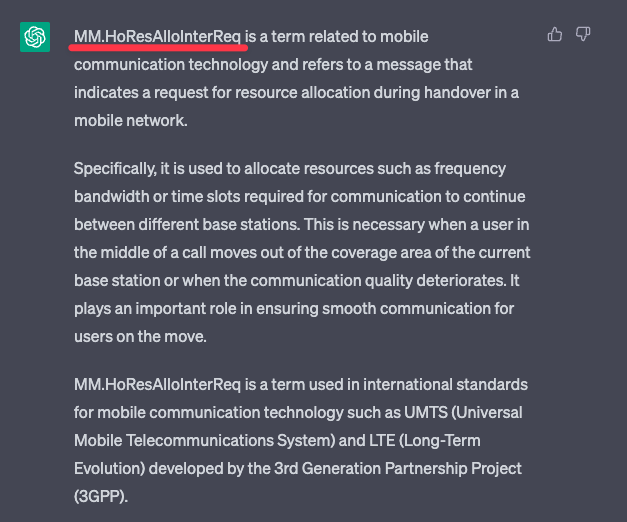 MM.HoResAlloInterReq is a term related to mobile
communication technology and refers to a message that
indicates a request for resource allocation during handover in a
mobile network.
Specifically, it is used to allocate resources such as frequency
bandwidth or time slots required for communication to continue
between different base stations. This is necessary when a user in
the middle of a call moves out of the coverage area of the current
base station or when the communication quality deteriorates. It
plays an important role in ensuring smooth communication for
users on the move.
MM.HoResAlloInterReq is a term used in international standards
for mobile communication technology such as UMTS (Universal
Mobile Telecommunications System) and LTE (Long-Term
Evolution) developed by the 3rd Generation Partnership Project
(3GPP).